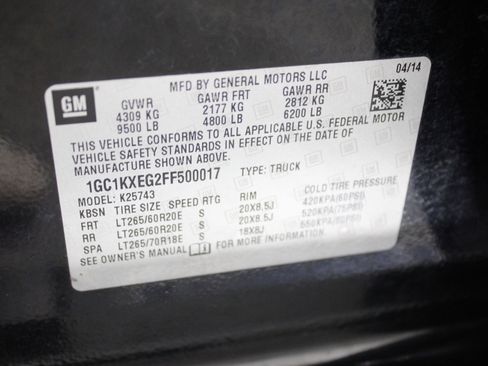 MFD BY GENERAL MOTORS LLC 04/14
GM GVWR GAWR FRT GAWR RR
4309 KG 2177 KG 2812 KG
9500 LB 4800 LB 6200 LB
THIS VEHICLE CONFORMS TO ALL APPLICABLE U.S. FEDERAL MOTOR
VEHICLE SAFETY STANDARDS IN EFFECT ON THE DATE OF
MANUFACTURE SHOWN ABOVE.
1GC1KXEG2FF500017 TYPE: TRUCK
MODEL: K25743
KBSN TIRE SIZE SPEED RTG RIM COLD TIRE PRESSURE
FRT LT265/60R20E S 20X8.5J 420KPA(60PSI)
RR LT265/60R20E S 20X8.5J 520KPA(75PSI)
SPA LT265/70R18E S 18X8J 550KPA(80PSI)
SEE OWNER'S MANUAL FOR MORE INFORMATION.